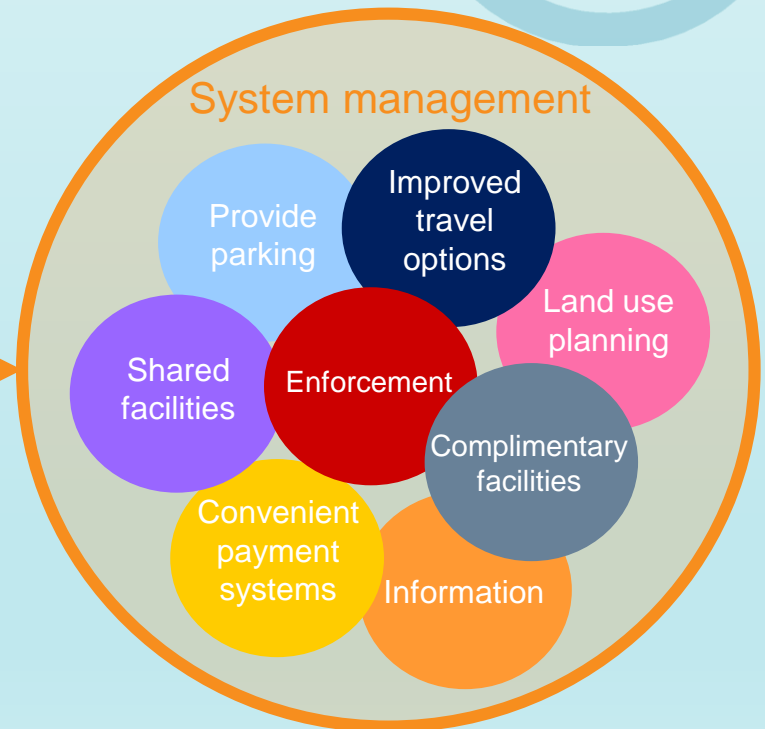 System management
Provide
parking
Improved
travel
options
Land use
planning
Shared
facilities
Enforcement
Complimentary
facilities
Convenient
payment
systems
Information